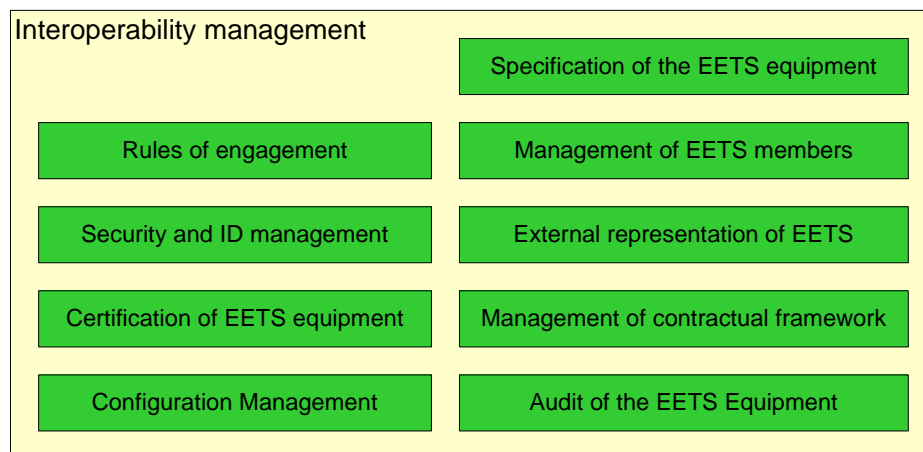 Interoperability management
Specification of the EETS equipment
Rules of engagement
Management of EETS members
Security and ID management
External representation of EETS
Certification of EETS equipment
Management of contractual framework
Configuration Management
Audit of the EETS Equipment